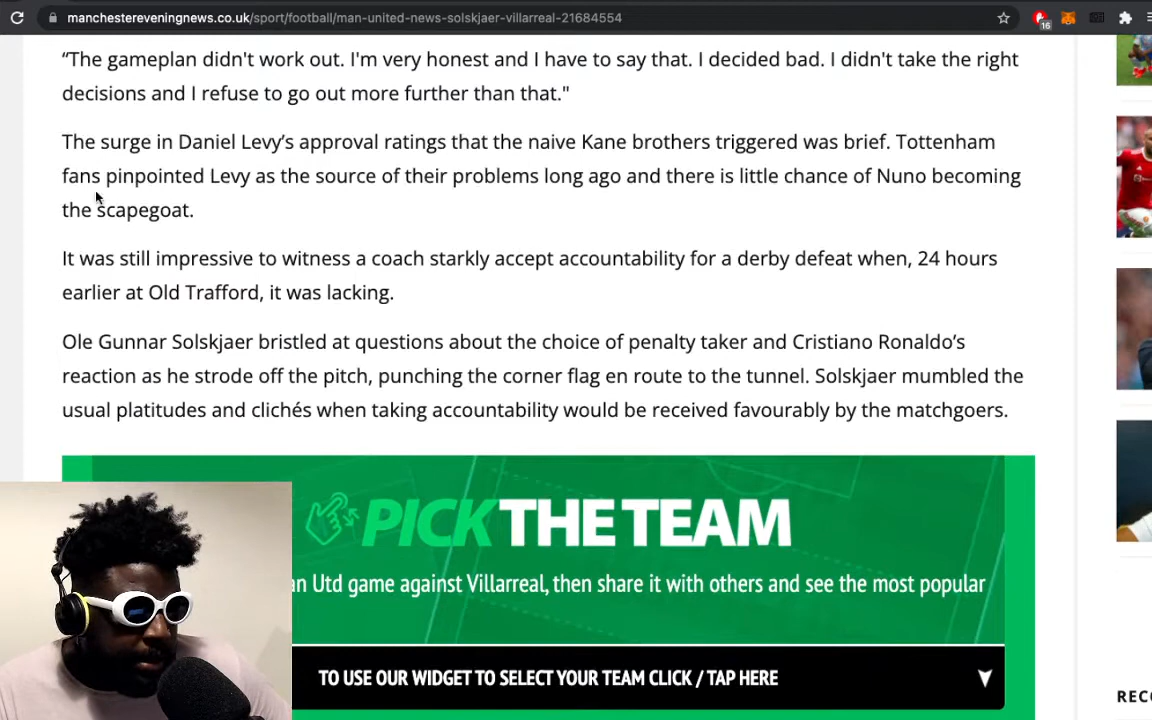 manchestereveningnews.co.uk/sport/football/man-united-news-solskjaer-villarreal-21684554
16
“The gameplan didn't work out. I'm very honest and I have to say that. I decided bad. I didn't take the right
decisions and I refuse to go out more further than that."
The surge in Daniel Levy’s approval ratings that the naive Kane brothers triggered was brief. Tottenham
fans pinpointed Levy as the source of their problems long ago and there is little chance of Nuno becoming
the scapegoat.
It was still impressive to witness a coach starkly accept accountability for a derby defeat when, 24 hours
earlier at Old Trafford, it was lacking.
Ole Gunnar Solskjaer bristled at questions about the choice of penalty taker and Cristiano Ronaldo’s
reaction as he strode off the pitch, punching the corner flag en route to the tunnel. Solskjaer mumbled the
usual platitudes and clichés when taking accountability would be received favourably by the matchgoers.
PICK THE TEAM
an Utd game against Villarreal, then share it with others and see the most popular
TO USE OUR WIDGET TO SELECT YOUR TEAM CLICK / TAP HERE
REC